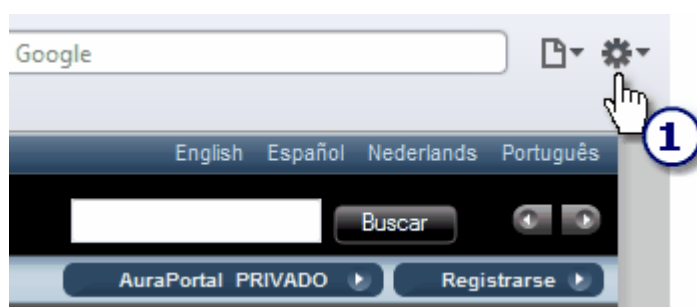 Google
1
English Español Nederlands Português
Buscar
AuraPortal PRIVADO Registrarse